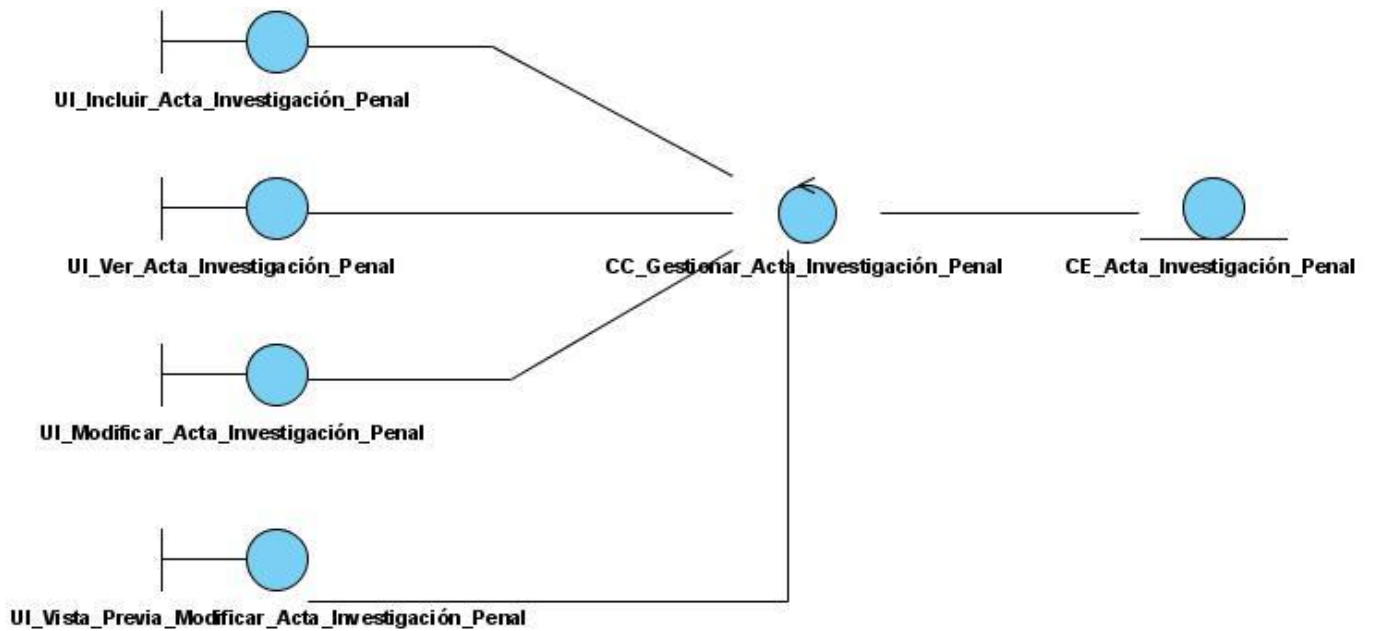 UI_Incluir_Acta_Investigación_Penal
UI_Ver_Acta_Investigación_Penal
CC_Gestionar_Acta_Investigación_Penal
CE_Acta_Investigación_Penal
UI_Modificar_Acta_Investigación_Penal
UI_Vista_Previa_Modificar_Acta_Investigación_Penal